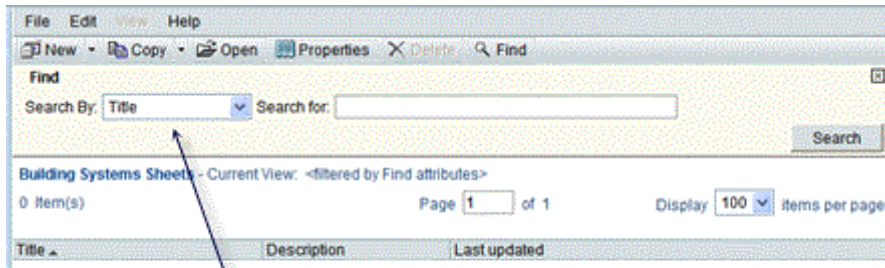 File Edit View Help
New Copy Open Properties Delete Find
Find
Search By: Title Search for:
Search
Building Systems Sheets - Current View: <filtered by Find attributes>
0 Item(s) Page 1 of 1 Display 100 items per page
Title Description Last updated